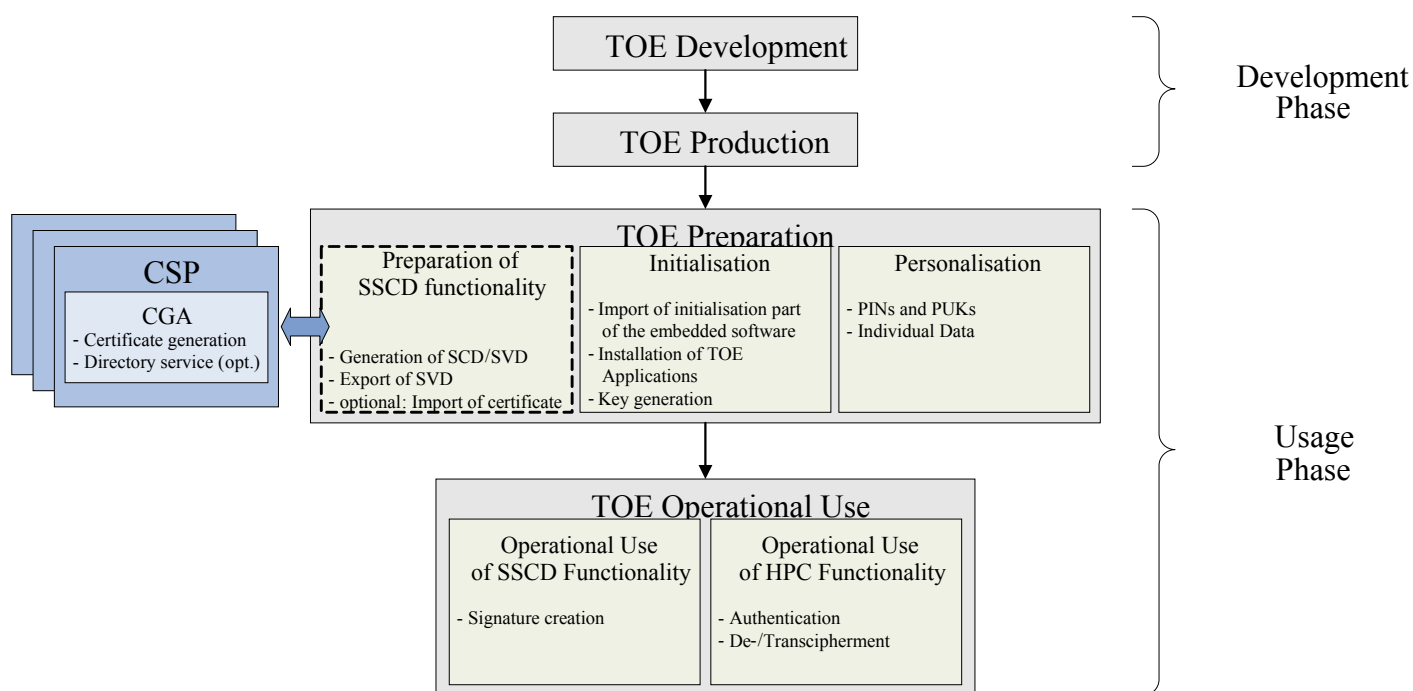 TOE Development
Development
Phase
TOE Production
TOE Preparation
CSP
CGA
- Certificate generation
- Directory service (opt.)
Preparation of
SSCD functionality
- Generation of SCD/SVD
- Export of SVD
- optional: Import of certificate
Initialisation
- Import of initialisation part
of the embedded software
- Installation of TOE
Applications
- Key generation
Personalisation
- PINs and PUKs
- Individual Data
Usage
Phase
TOE Operational Use
Operational Use
of SSCD Functionality
- Signature creation
Operational Use
of HPC Functionality
- Authentication
- De-/Transcipherment